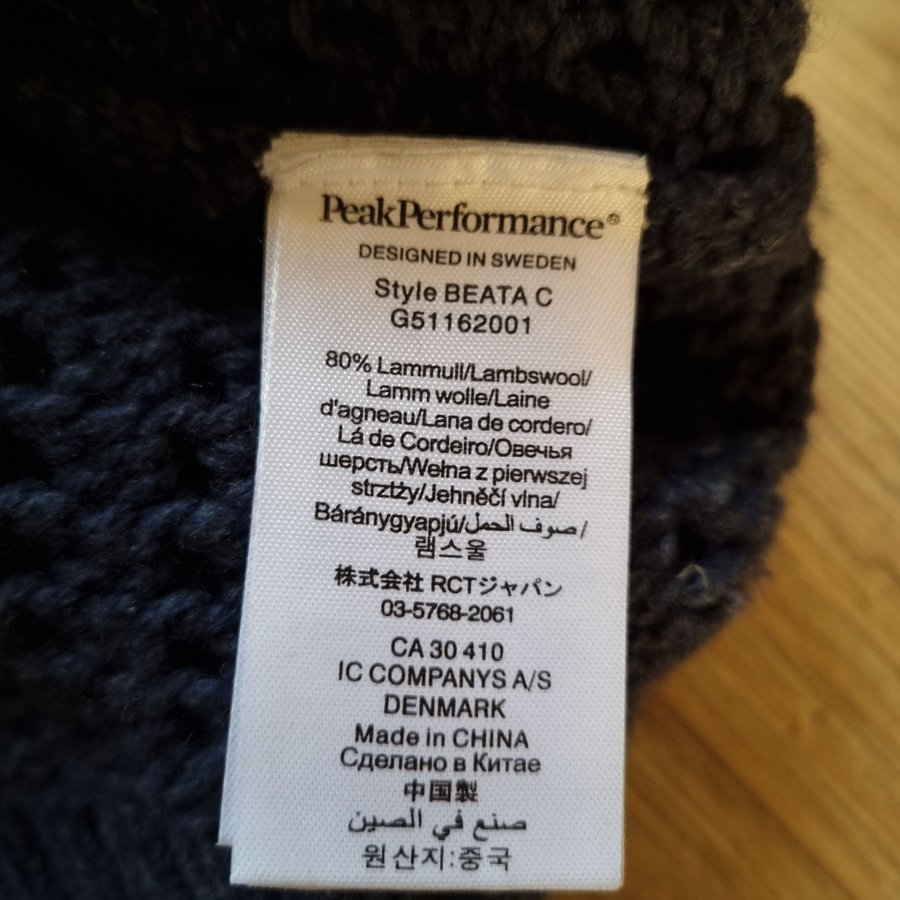 PeakPerformance®
DESIGNED IN SWEDEN
Style BEATA C
G51162001
80% Lammull/Lambswool/
Lamm wolle/Laine
d'agneau/Lana de cordero/
Lá de Cordeiro/Овечья
шерсть/Wełna z pierwszej
strztży/Jehněčí vlna/
Báránygyapjú/صوف الحمل/
램스울
株式会社 RCTジャパン
03-5768-2061
CA 30 410
IC COMPANYS A/S
DENMARK
Made in CHINA
Сделано в Китае
中国製
صنع في الصين
원산지:중국